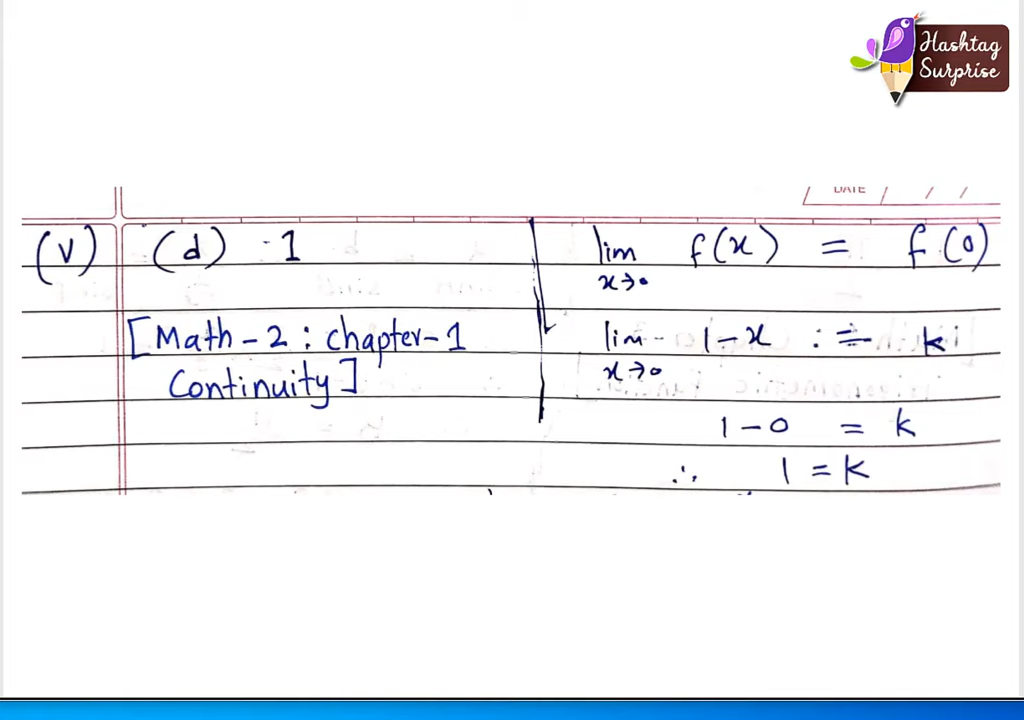 Hashtag
Surprise
DATE / / /
(v) (d) 1
[Math-2 : chapter-1
Continuity]
lim f(x) = f(0)
x→0
lim 1-x = k
x→0
1-0 = k
∴ 1 = k